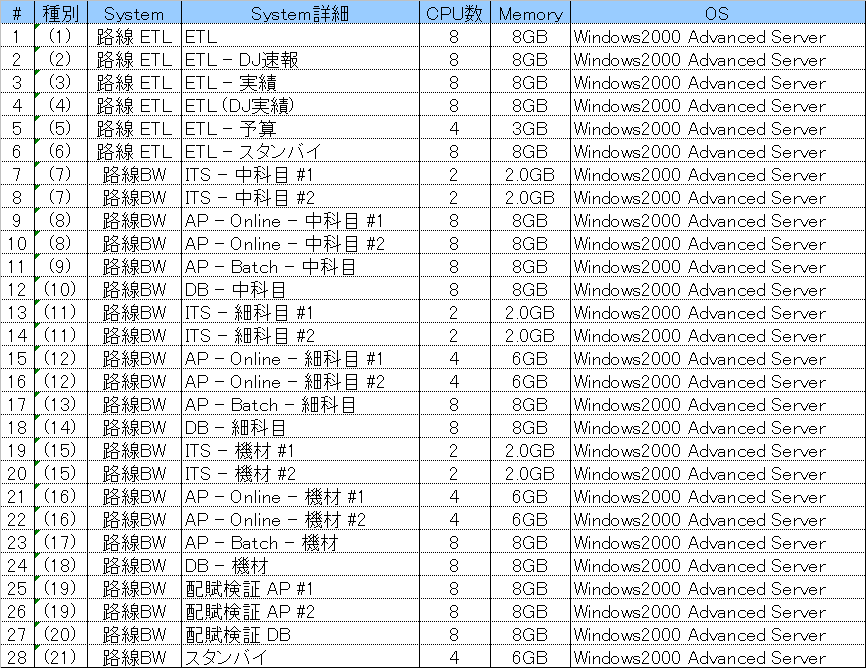 # 種別 System System詳細 CPU数 Memory OS
1 (1) 路線 ETL ETL 8 8GB Windows2000 Advanced Server
2 (2) 路線 ETL ETL - DJ速報 8 8GB Windows2000 Advanced Server
3 (3) 路線 ETL ETL - 実績 8 8GB Windows2000 Advanced Server
4 (4) 路線 ETL ETL（DJ実績） 8 8GB Windows2000 Advanced Server
5 (5) 路線 ETL ETL - 予算 4 3GB Windows2000 Advanced Server
6 (6) 路線 ETL ETL - スタンバイ 8 8GB Windows2000 Advanced Server
7 (7) 路線BW ITS - 中科目 #1 2 2.0GB Windows2000 Advanced Server
8 (7) 路線BW ITS - 中科目 #2 2 2.0GB Windows2000 Advanced Server
9 (8) 路線BW AP - Online - 中科目 #1 8 8GB Windows2000 Advanced Server
10 (8) 路線BW AP - Online - 中科目 #2 8 8GB Windows2000 Advanced Server
11 (9) 路線BW AP - Batch - 中科目 8 8GB Windows2000 Advanced Server
12 (10) 路線BW DB - 中科目 8 8GB Windows2000 Advanced Server
13 (11) 路線BW ITS - 細科目 #1 2 2.0GB Windows2000 Advanced Server
14 (11) 路線BW ITS - 細科目 #2 2 2.0GB Windows2000 Advanced Server
15 (12) 路線BW AP - Online - 細科目 #1 4 6GB Windows2000 Advanced Server
16 (12) 路線BW AP - Online - 細科目 #2 4 6GB Windows2000 Advanced Server
17 (13) 路線BW AP - Batch - 細科目 8 8GB Windows2000 Advanced Server
18 (14) 路線BW DB - 細科目 8 8GB Windows2000 Advanced Server
19 (15) 路線BW ITS - 機材 #1 2 2.0GB Windows2000 Advanced Server
20 (15) 路線BW ITS - 機材 #2 2 2.0GB Windows2000 Advanced Server
21 (16) 路線BW AP - Online - 機材 #1 4 6GB Windows2000 Advanced Server
22 (16) 路線BW AP - Online - 機材 #2 4 6GB Windows2000 Advanced Server
23 (17) 路線BW AP - Batch - 機材 8 8GB Windows2000 Advanced Server
24 (18) 路線BW DB - 機材 8 8GB Windows2000 Advanced Server
25 (19) 路線BW 配賦検証 AP #1 8 8GB Windows2000 Advanced Server
26 (19) 路線BW 配賦検証 AP #2 8 8GB Windows2000 Advanced Server
27 (20) 路線BW 配賦検証 DB 8 8GB Windows2000 Advanced Server
28 (21) 路線BW スタンバイ 4 6GB Windows2000 Advanced Server